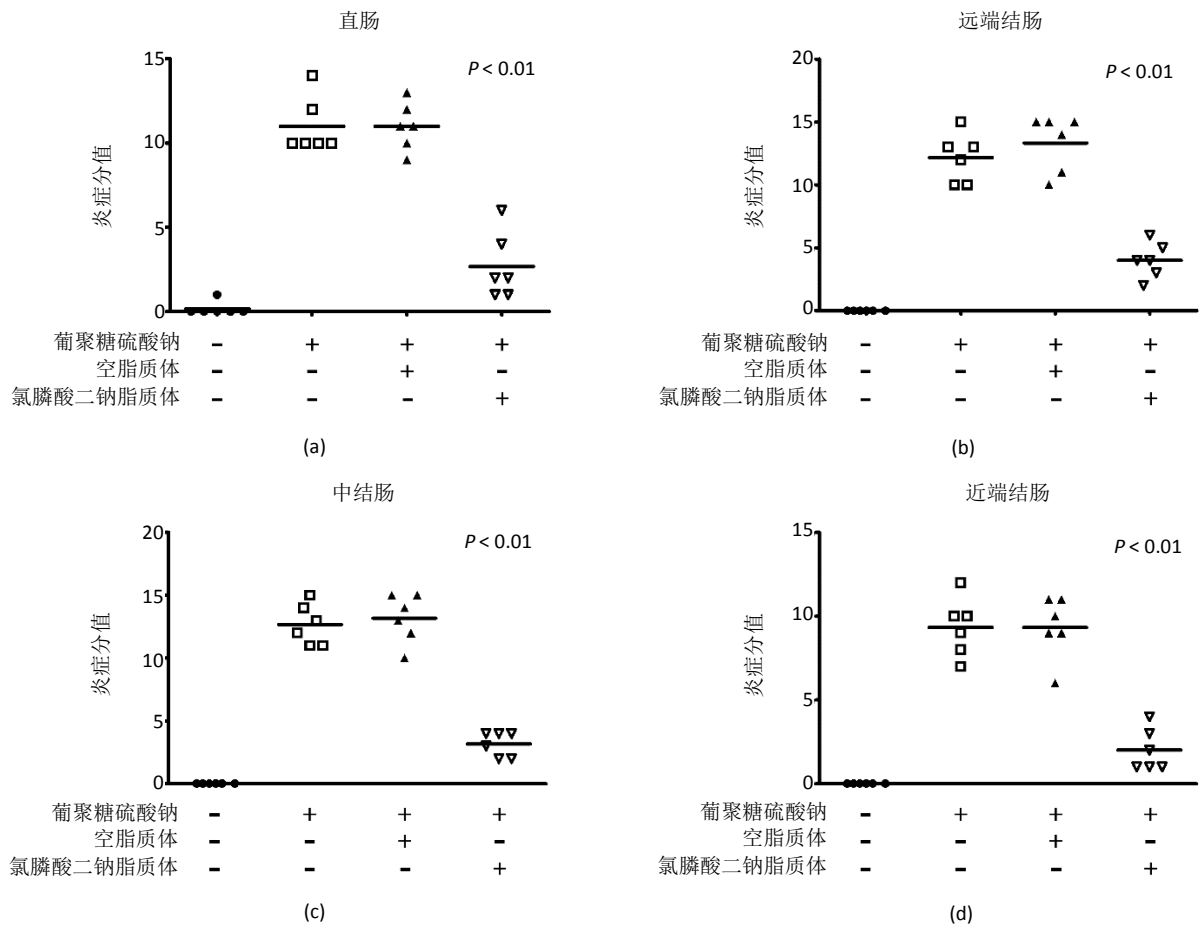 直肠
15
10
5
0
炎症分值
P < 0.01
葡聚糖硫酸钠 – + + +
空脂质体 – – + –
氯膦酸二钠脂质体 – – – +
(a)
远端结肠
20
15
10
5
0
炎症分值
P < 0.01
葡聚糖硫酸钠 – + + +
空脂质体 – – + –
氯膦酸二钠脂质体 – – – +
(b)
中结肠
20
15
10
5
0
炎症分值
P < 0.01
葡聚糖硫酸钠 – + + +
空脂质体 – – + –
氯膦酸二钠脂质体 – – – +
(c)
近端结肠
15
10
5
0
炎症分值
P < 0.01
葡聚糖硫酸钠 – + + +
空脂质体 – – + –
氯膦酸二钠脂质体 – – – +
(d)